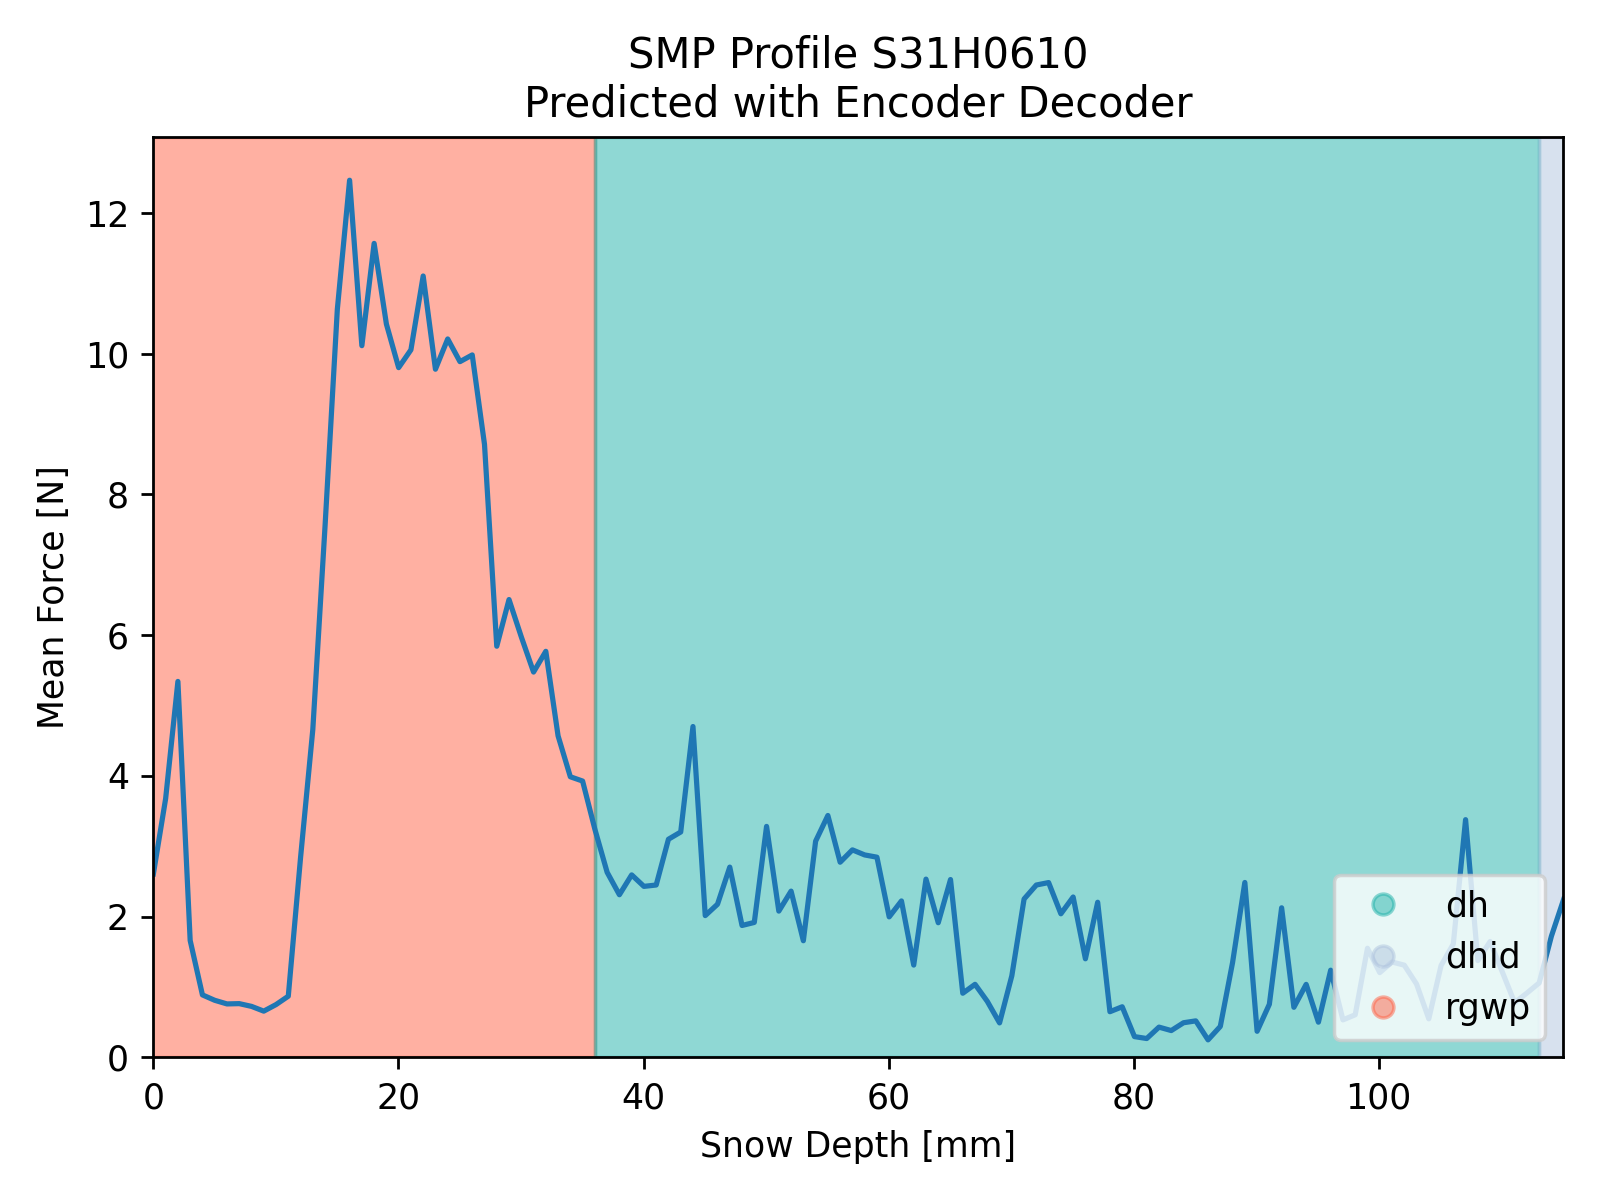 SMP Profile S31H0610
Predicted with Encoder Decoder
12
10
8
6
4
2
0
Mean Force [N]
dh
dhid
rgwp
0 20 40 60 80 100
Snow Depth [mm]